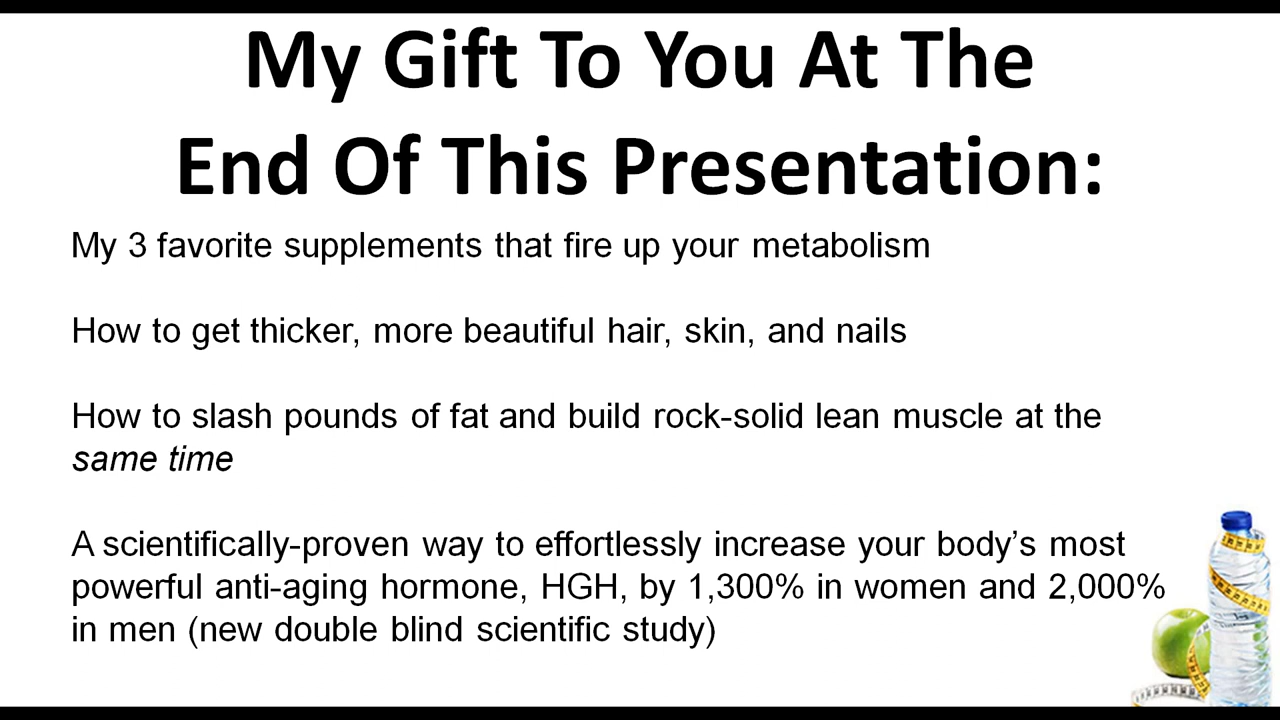 My Gift To You At The
End Of This Presentation:
My 3 favorite supplements that fire up your metabolism
How to get thicker, more beautiful hair, skin, and nails
How to slash pounds of fat and build rock-solid lean muscle at the
same time
A scientifically-proven way to effortlessly increase your body’s most
powerful anti-aging hormone, HGH, by 1,300% in women and 2,000%
in men (new double blind scientific study)